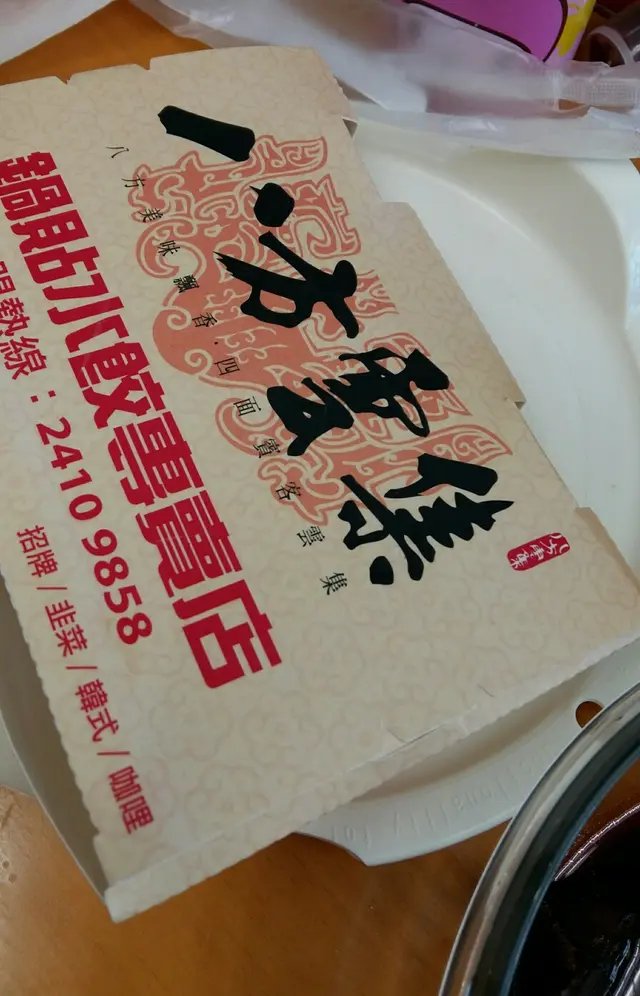 八方雲集
八方美味飄香．四面賓客雲集
八方雲集
鍋貼水餃專賣店
熱線：2410 9858
招牌 / 韭菜 / 韓式 / 咖哩